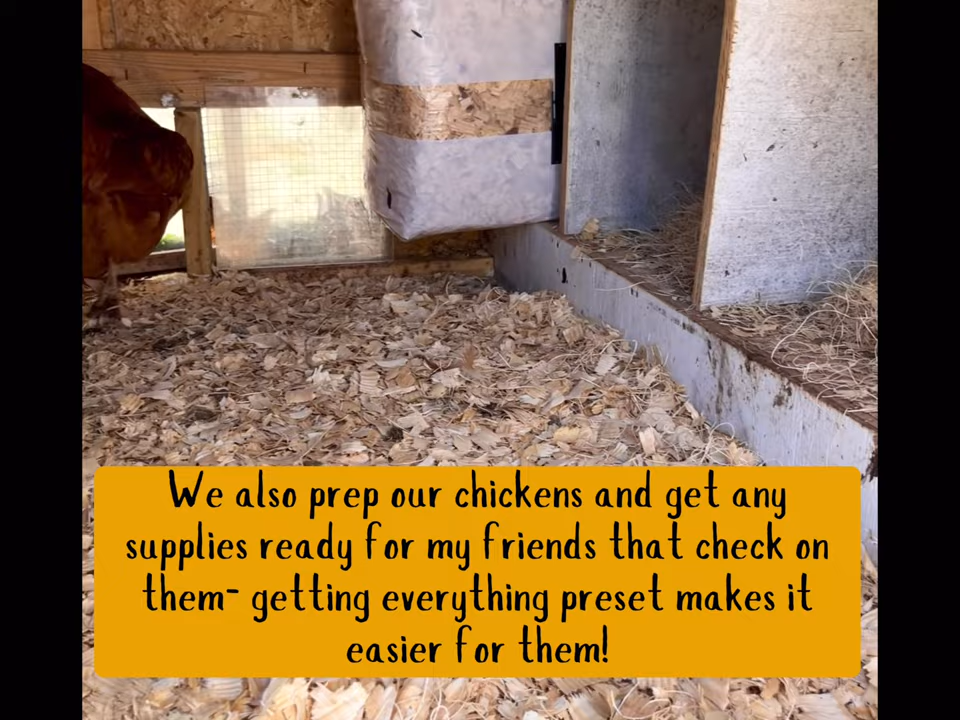 We also prep our chickens and get any
supplies ready for my friends that check on
them- getting everything preset makes it
easier for them!